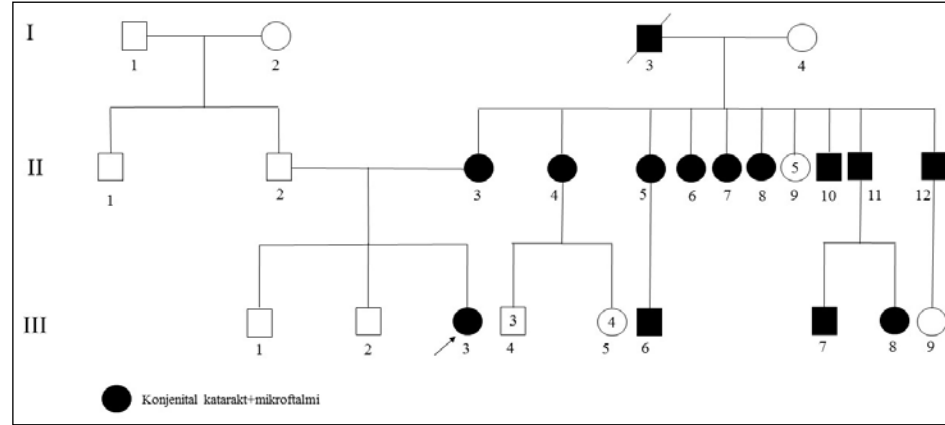 I
1 2 3 4
II
5
1 2 3 4 5 6 7 8 9 10 11 12
III
3 4
1 2 3 4 5 6 7 8 9
Konjenital katarakt+mikroftalmi